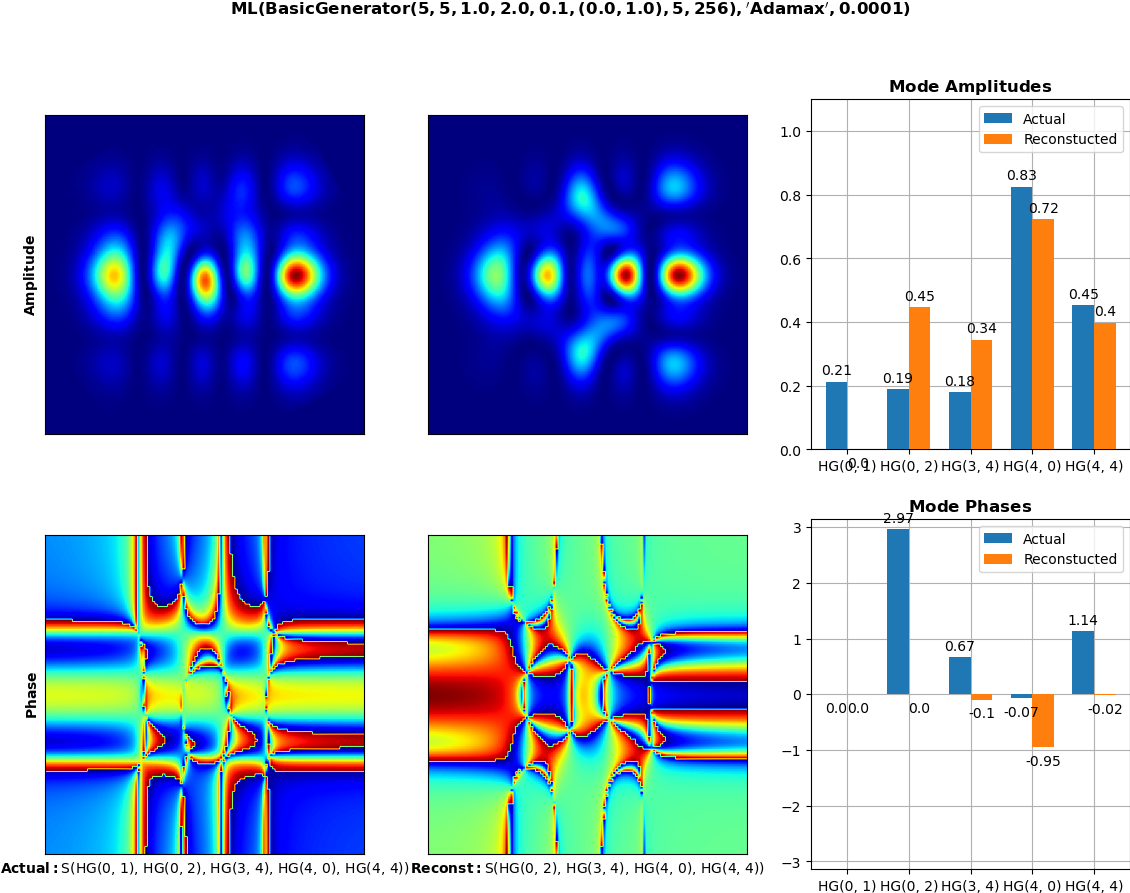 ML(BasicGenerator(5, 5, 1.0, 2.0, 0.1, (0.0, 1.0), 5, 256), ′Adamax′, 0.0001)
Amplitude
Mode Amplitudes
Actual
Reconstucted
1.0
0.8
0.6
0.4
0.2
0.0
0.21
0.0
0.19
0.45
0.18
0.34
0.83
0.72
0.45
0.4
HG(0, 1) HG(0, 2) HG(3, 4) HG(4, 0) HG(4, 4)
Phase
Mode Phases
Actual
Reconstucted
3
2
1
0
−1
−2
−3
0.0
0.0
2.97
0.0
0.67
-0.1
-0.07
-0.95
1.14
-0.02
HG(0, 1) HG(0, 2) HG(3, 4) HG(4, 0) HG(4, 4)
Actual: S(HG(0, 1), HG(0, 2), HG(3, 4), HG(4, 0), HG(4, 4))
Reconst: S(HG(0, 2), HG(3, 4), HG(4, 0), HG(4, 4))